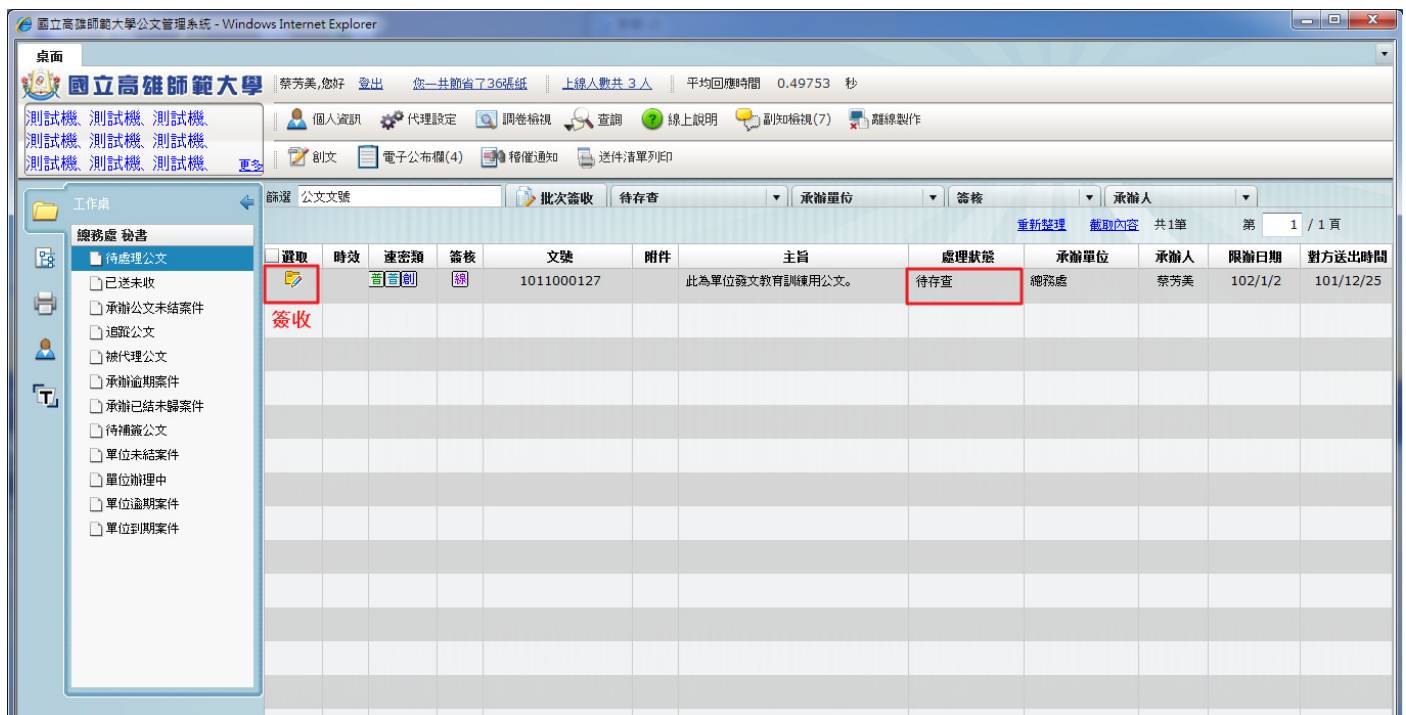 國立高雄師範大學公文管理系統 - Windows Internet Explorer
桌面
國立高雄師範大學 蔡芳美,您好 登出 您一共節省了36張紙 上線人數共 3 人 平均回應時間 0.49753 秒
測試機、測試機、測試機、
測試機、測試機、測試機、
測試機、測試機、測試機、 更多
個人資訊 代理設定 調卷檢視 查詢 線上說明 副知檢視(7) 離線製作
創文 電子公布欄(4) 稽催通知 送件清單列印
工作桌
總務處 秘書
待處理公文
已送未收
承辦公文未結案件
追蹤公文
被代理公文
承辦逾期案件
承辦已結未歸案件
待補簽公文
單位未結案件
單位辦理中
單位逾期案件
單位到期案件
篩選 公文文號 批次簽收 待存查 承辦單位 簽核 承辦人
重新整理 截取內容 共1筆 第 1 / 1 頁
選取 時效 速密類 簽核 文號 附件 主旨 處理狀態 承辦單位 承辦人 限辦日期 對方送出時間
普 普 創 線 1011000127 此為單位發文教育訓練用公文。 待存查 總務處 蔡芳美 102/1/2 101/12/25
簽收